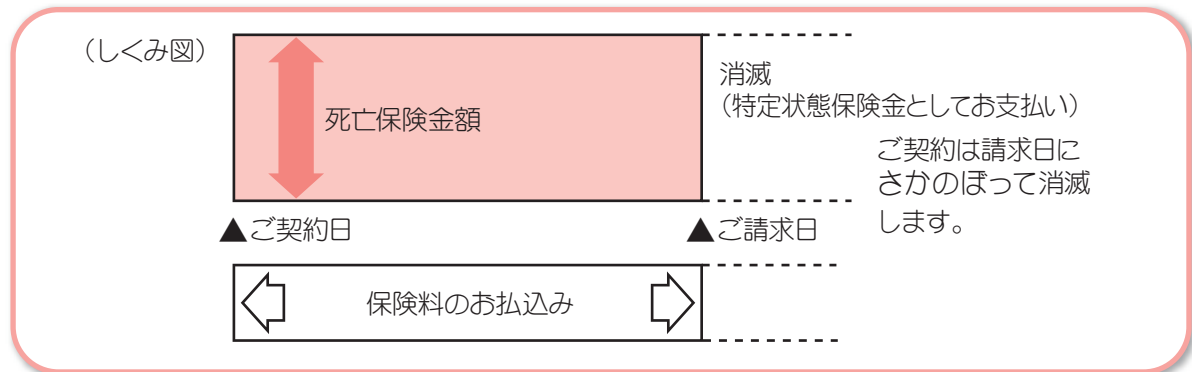 （しくみ図）
死亡保険金額
消滅
（特定状態保険金としてお支払い）
ご契約は請求日に
さかのぼって消滅
します。
▲ご契約日
▲ご請求日
保険料のお払込み